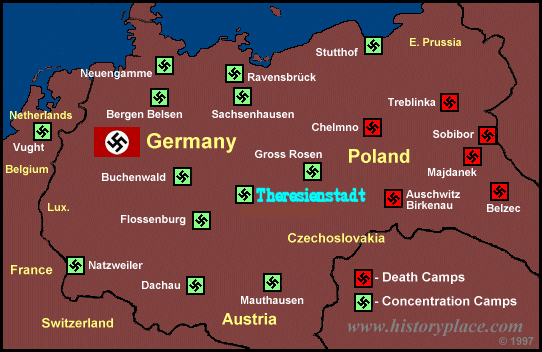 Stutthof
E. Prussia
Neuengamme
Ravensbrück
Treblinka
Netherlands
Bergen Belsen
Sachsenhausen
Chelmno
Sobibor
Vught
Germany
Gross Rosen
Poland
Majdanek
Belgium
Buchenwald
Theresienstadt
Auschwitz
Birkenau
Belzec
Lux.
Flossenburg
Czechoslovakia
France
Natzweiler
- Death Camps
Dachau
Mauthausen
- Concentration Camps
Switzerland
Austria
www.historyplace.com
© 1997